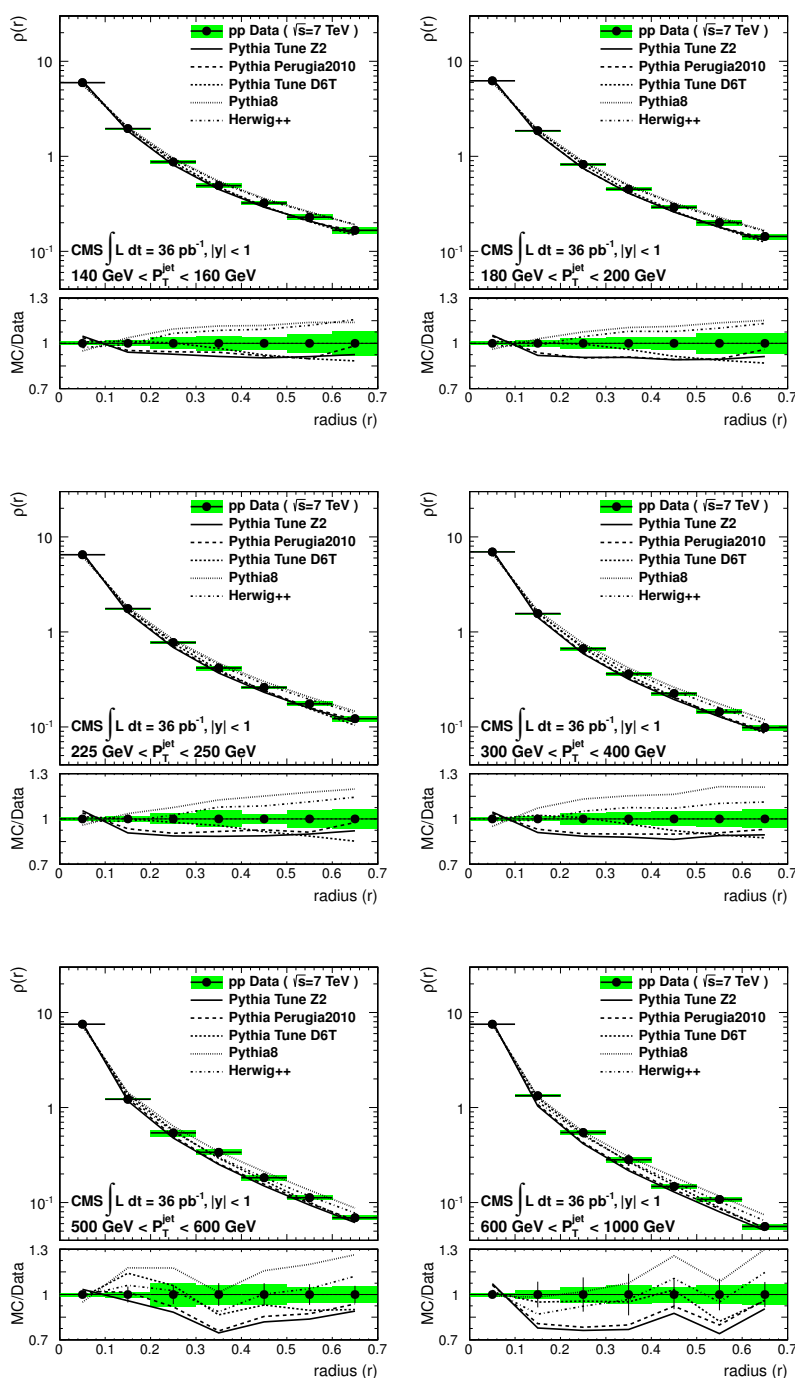 ρ(r)
pp Data ( √s=7 TeV )
Pythia Tune Z2
Pythia Perugia2010
Pythia Tune D6T
Pythia8
Herwig++
10
1
10⁻¹
CMS ∫L dt = 36 pb⁻¹, |y| < 1
140 GeV < P_T^jet < 160 GeV
MC/Data
1.3
1
0.7
0 0.1 0.2 0.3 0.4 0.5 0.6 0.7
radius (r)
ρ(r)
pp Data ( √s=7 TeV )
Pythia Tune Z2
Pythia Perugia2010
Pythia Tune D6T
Pythia8
Herwig++
10
1
10⁻¹
CMS ∫L dt = 36 pb⁻¹, |y| < 1
180 GeV < P_T^jet < 200 GeV
MC/Data
1.3
1
0.7
0 0.1 0.2 0.3 0.4 0.5 0.6 0.7
radius (r)
ρ(r)
pp Data ( √s=7 TeV )
Pythia Tune Z2
Pythia Perugia2010
Pythia Tune D6T
Pythia8
Herwig++
10
1
10⁻¹
CMS ∫L dt = 36 pb⁻¹, |y| < 1
225 GeV < P_T^jet < 250 GeV
MC/Data
1.3
1
0.7
0 0.1 0.2 0.3 0.4 0.5 0.6 0.7
radius (r)
ρ(r)
pp Data ( √s=7 TeV )
Pythia Tune Z2
Pythia Perugia2010
Pythia Tune D6T
Pythia8
Herwig++
10
1
10⁻¹
CMS ∫L dt = 36 pb⁻¹, |y| < 1
300 GeV < P_T^jet < 400 GeV
MC/Data
1.3
1
0.7
0 0.1 0.2 0.3 0.4 0.5 0.6 0.7
radius (r)
ρ(r)
pp Data ( √s=7 TeV )
Pythia Tune Z2
Pythia Perugia2010
Pythia Tune D6T
Pythia8
Herwig++
10
1
10⁻¹
CMS ∫L dt = 36 pb⁻¹, |y| < 1
500 GeV < P_T^jet < 600 GeV
MC/Data
1.3
1
0.7
0 0.1 0.2 0.3 0.4 0.5 0.6 0.7
radius (r)
ρ(r)
pp Data ( √s=7 TeV )
Pythia Tune Z2
Pythia Perugia2010
Pythia Tune D6T
Pythia8
Herwig++
10
1
10⁻¹
CMS ∫L dt = 36 pb⁻¹, |y| < 1
600 GeV < P_T^jet < 1000 GeV
MC/Data
1.3
1
0.7
0 0.1 0.2 0.3 0.4 0.5 0.6 0.7
radius (r)